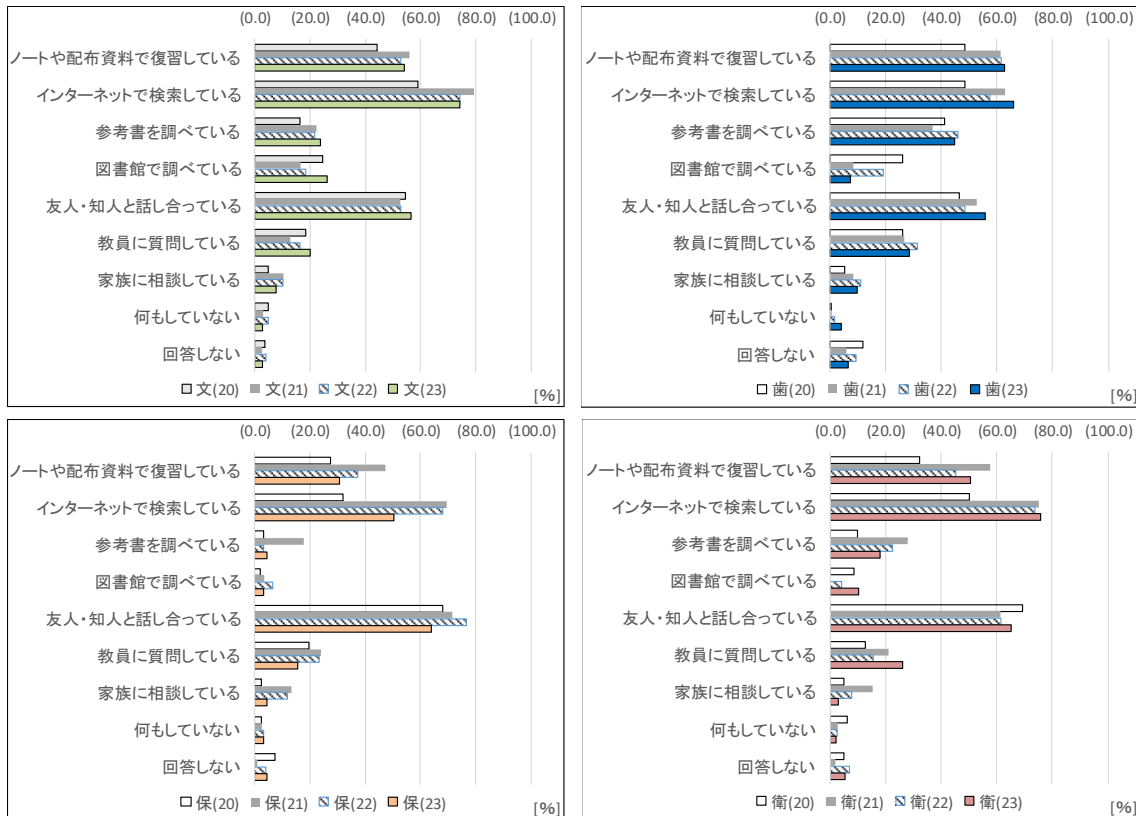 (0.0) (20.0) (40.0) (60.0) (80.0) (100.0)
ノートや配布資料で復習している
インターネットで検索している
参考書を調べている
図書館で調べている
友人・知人と話し合っている
教員に質問している
家族に相談している
何もしていない
回答しない
文(20) 文(21) 文(22) 文(23)
[%]
(0.0) (20.0) (40.0) (60.0) (80.0) (100.0)
ノートや配布資料で復習している
インターネットで検索している
参考書を調べている
図書館で調べている
友人・知人と話し合っている
教員に質問している
家族に相談している
何もしていない
回答しない
歯(20) 歯(21) 歯(22) 歯(23)
[%]
(0.0) (20.0) (40.0) (60.0) (80.0) (100.0)
ノートや配布資料で復習している
インターネットで検索している
参考書を調べている
図書館で調べている
友人・知人と話し合っている
教員に質問している
家族に相談している
何もしていない
回答しない
保(20) 保(21) 保(22) 保(23)
[%]
(0.0) (20.0) (40.0) (60.0) (80.0) (100.0)
ノートや配布資料で復習している
インターネットで検索している
参考書を調べている
図書館で調べている
友人・知人と話し合っている
教員に質問している
家族に相談している
何もしていない
回答しない
衛(20) 衛(21) 衛(22) 衛(23)
[%]